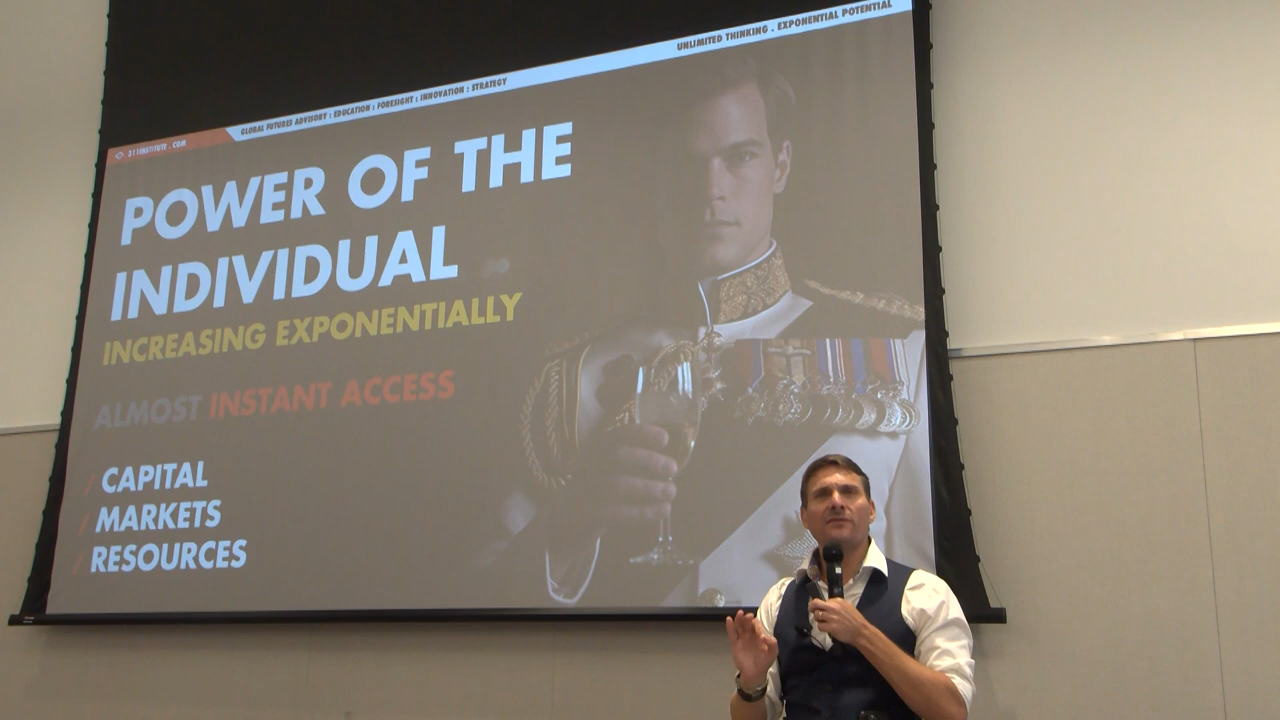 311INSTITUTE . COM
GLOBAL FUTURES ADVISORY : EDUCATION : FORESIGHT : INNOVATION : STRATEGY
UNLIMITED THINKING . EXPONENTIAL POTENTIAL
POWER OF THE
INDIVIDUAL
INCREASING EXPONENTIALLY
ALMOST INSTANT ACCESS
/ CAPITAL
/ MARKETS
/ RESOURCES